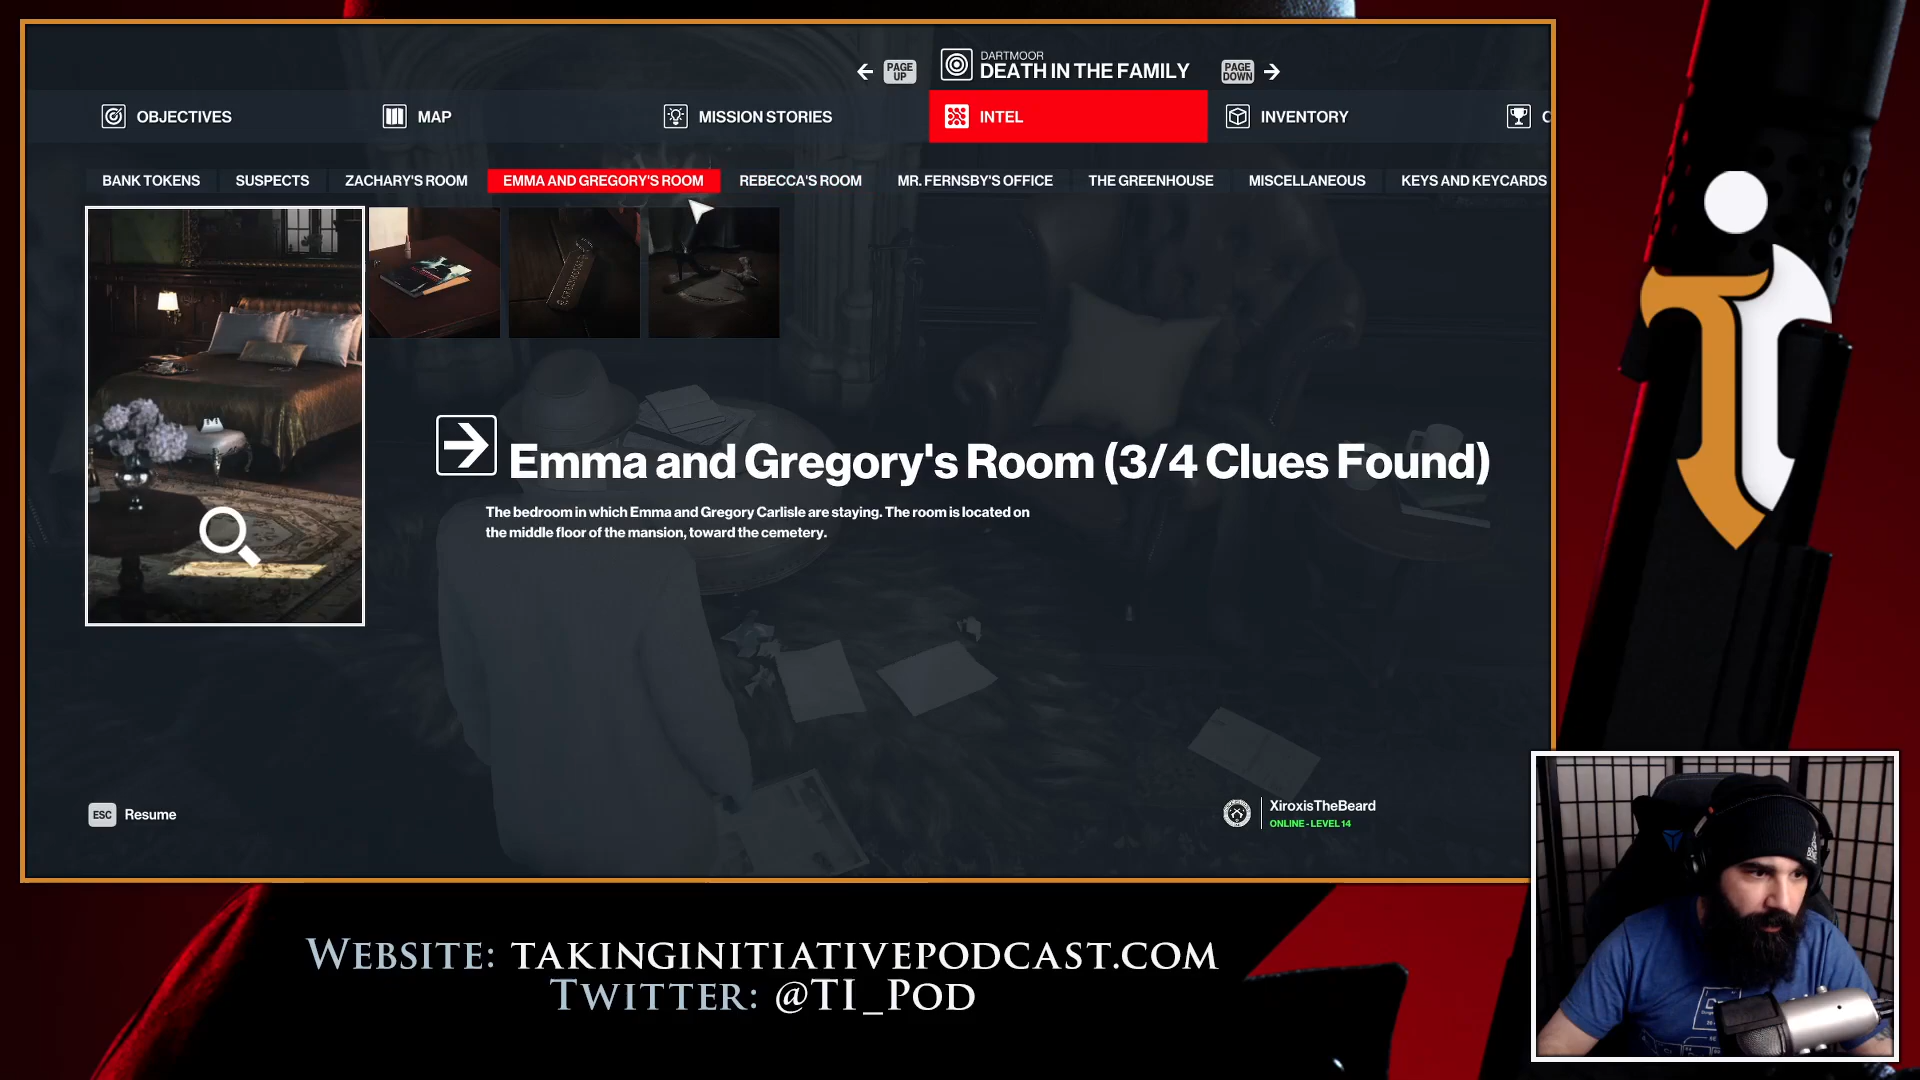 PAGE UP
DARTMOOR
DEATH IN THE FAMILY
PAGE DOWN
OBJECTIVES
MAP
MISSION STORIES
INTEL
INVENTORY
C
BANK TOKENS
SUSPECTS
ZACHARY'S ROOM
EMMA AND GREGORY'S ROOM
REBECCA'S ROOM
MR. FERNSBY'S OFFICE
THE GREENHOUSE
MISCELLANEOUS
KEYS AND KEYCARDS
Emma and Gregory's Room (3/4 Clues Found)
The bedroom in which Emma and Gregory Carlisle are staying. The room is located on
the middle floor of the mansion, toward the cemetery.
ESC Resume
XiroxisTheBeard
ONLINE - LEVEL 14
Website: takinginitiativepodcast.com
Twitter: @TI_Pod